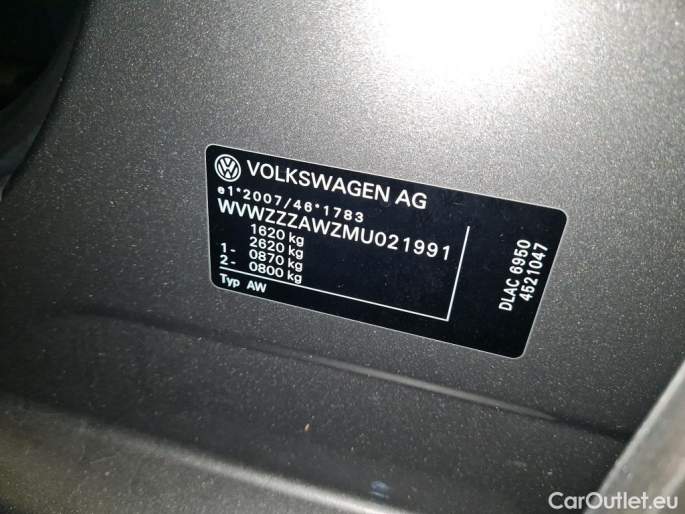 VOLKSWAGEN AG
e1*2007/46*1783
WVWZZZAWZMU021991
1620 kg
2620 kg
1- 0870 kg
2- 0800 kg
Typ AW
DLAC 6950
4521047
CarOutlet.eu